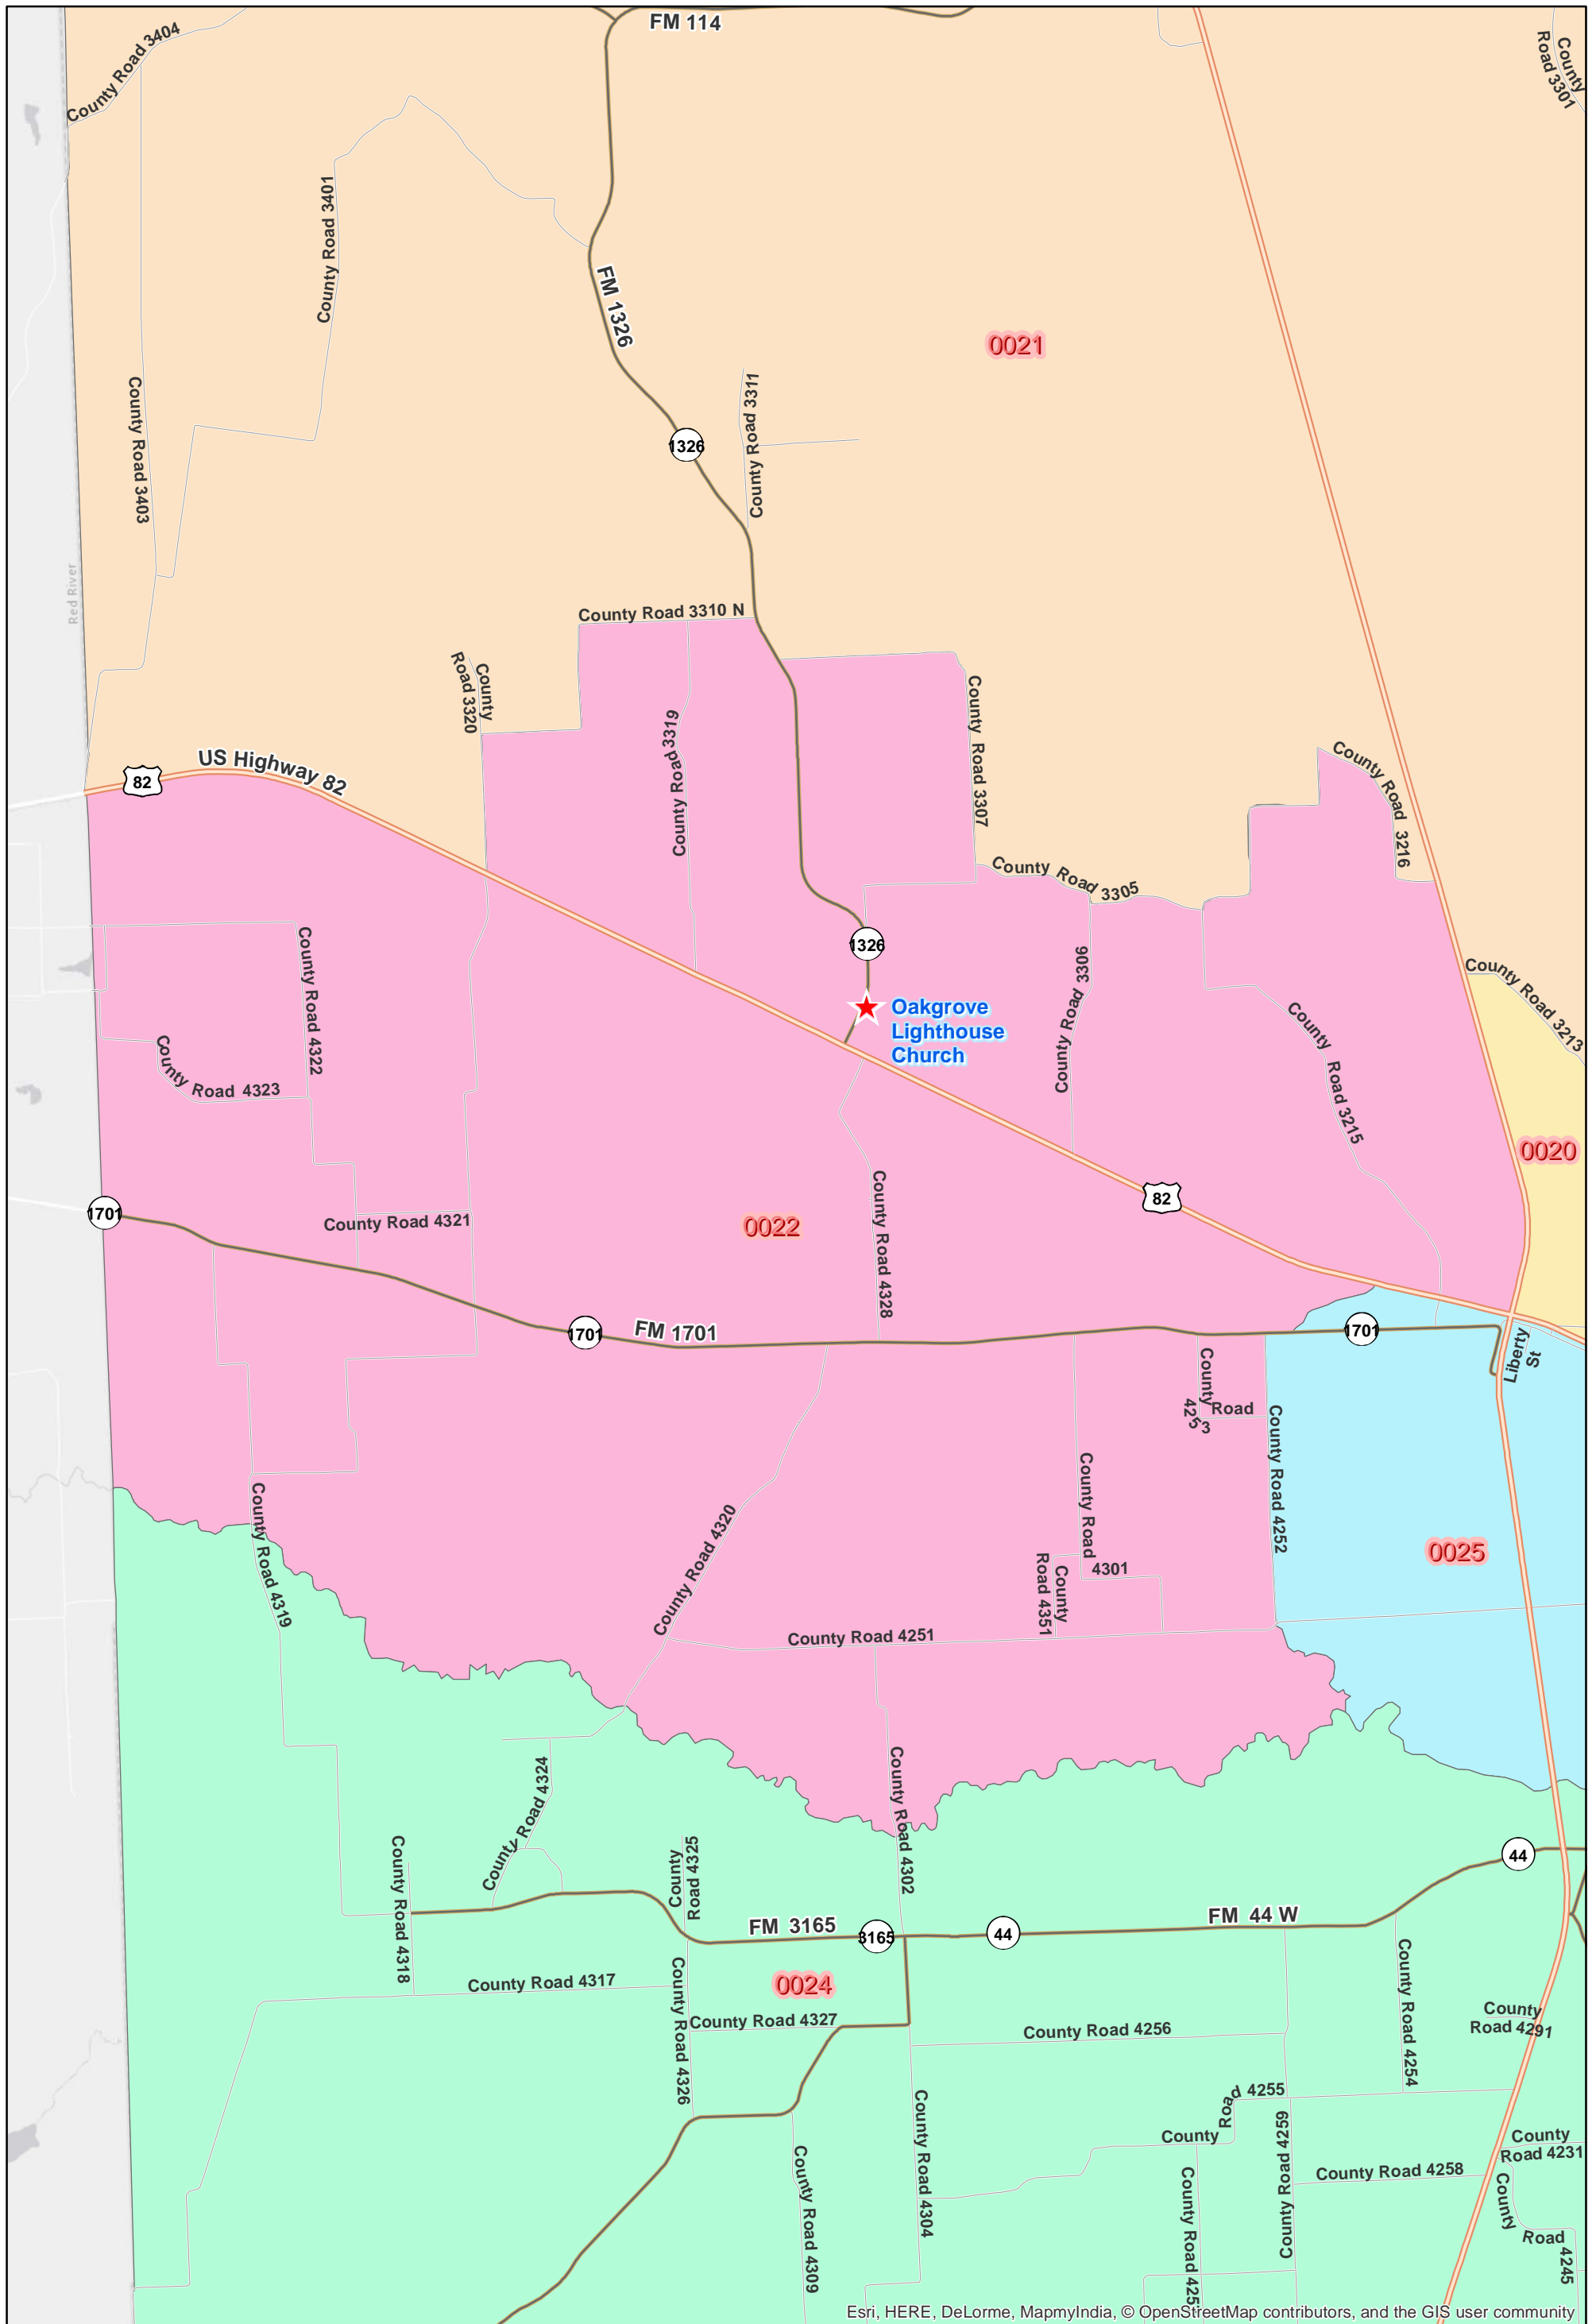 FM 114
County Road 3404
County
Road 3301
County Road 3401
FM 1326
0021
County Road 3403
County Road 3311
1326
Red River
County Road 3310 N
County
Road 3320
County Road 3319
County Road 3307
US Highway 82
82
County Road 3216
County Road 3305
1326
County Road 4322
County Road 3306
County Road 3213
Oakgrove
Lighthouse
Church
County Road 3215
County Road 4323
0020
82
1701
County Road 4321
0022
County Road 4328
1701
FM 1701
1701
Liberty
St
County
Road
4253
County Road 4252
County Road 4319
County Road 4320
County Road
4301
County
Road 4351
0025
County Road 4251
County Road 4324
County Road 4302
County Road 4318
County
Road 4325
44
FM 3165
3165
44
FM 44 W
County Road 4317
0024
County Road 4326
County Road 4327
County Road 4256
County Road 4254
County
Road 4291
County Road 4255
County Road 4259
County
Road 4231
County Road 4258
County Road 4309
County Road 4304
County Road 4245
Esri, HERE, DeLorme, MapmyIndia, © OpenStreetMap contributors, and the GIS user community